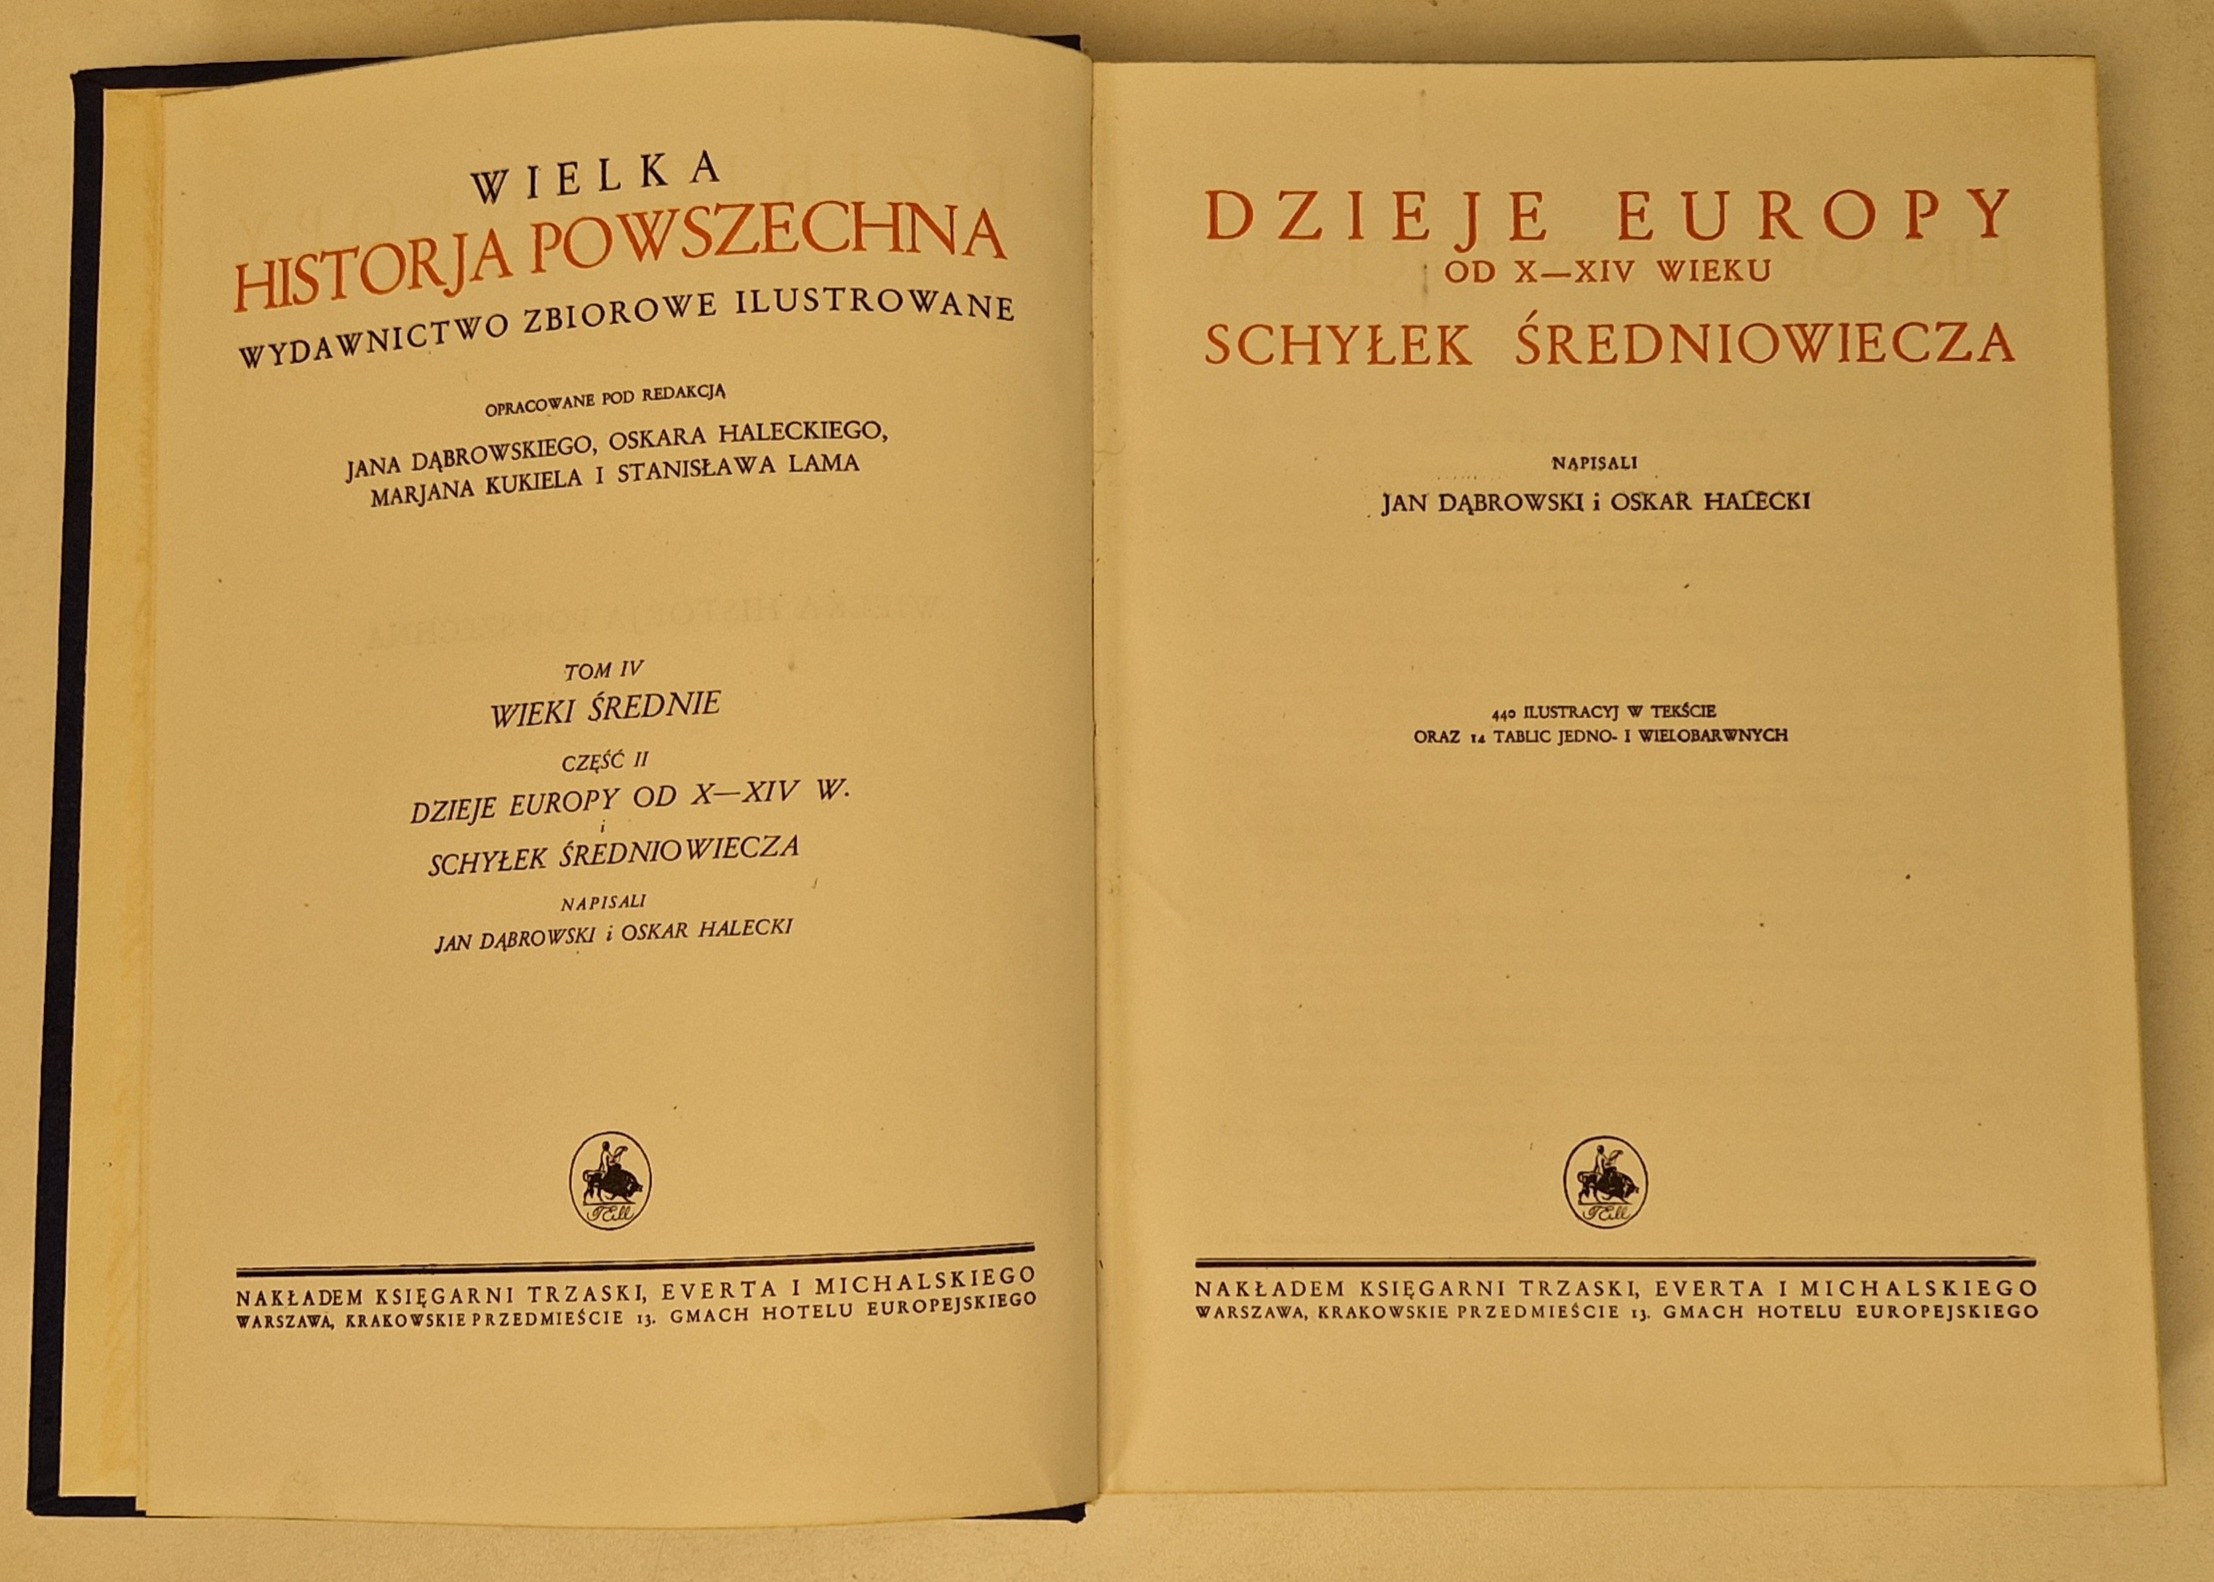 WIELKA
HISTORJA POWSZECHNA
WYDAWNICTWO ZBIOROWE ILUSTROWANE
OPRACOWANE POD REDAKCJĄ
JANA DĄBROWSKIEGO, OSKARA HALECKIEGO,
MARJANA KUKIELA I STANISŁAWA LAMA
TOM IV
WIEKI ŚREDNIE
CZĘŚĆ II
DZIEJE EUROPY OD X—XIV W.
i
SCHYŁEK ŚREDNIOWIECZA
NAPISALI
JAN DĄBROWSKI i OSKAR HALECKI
NAKŁADEM KSIĘGARNI TRZASKI, EVERTA I MICHALSKIEGO
WARSZAWA, KRAKOWSKIE PRZEDMIEŚCIE 13. GMACH HOTELU EUROPEJSKIEGO
DZIEJE EUROPY
OD X—XIV WIEKU
SCHYŁEK ŚREDNIOWIECZA
NAPISALI
JAN DĄBROWSKI i OSKAR HALECKI
440 ILUSTRACYJ W TEKŚCIE
ORAZ 14 TABLIC JEDNO- I WIELOBARWNYCH
NAKŁADEM KSIĘGARNI TRZASKI, EVERTA I MICHALSKIEGO
WARSZAWA, KRAKOWSKIE PRZEDMIEŚCIE 13. GMACH HOTELU EUROPEJSKIEGO